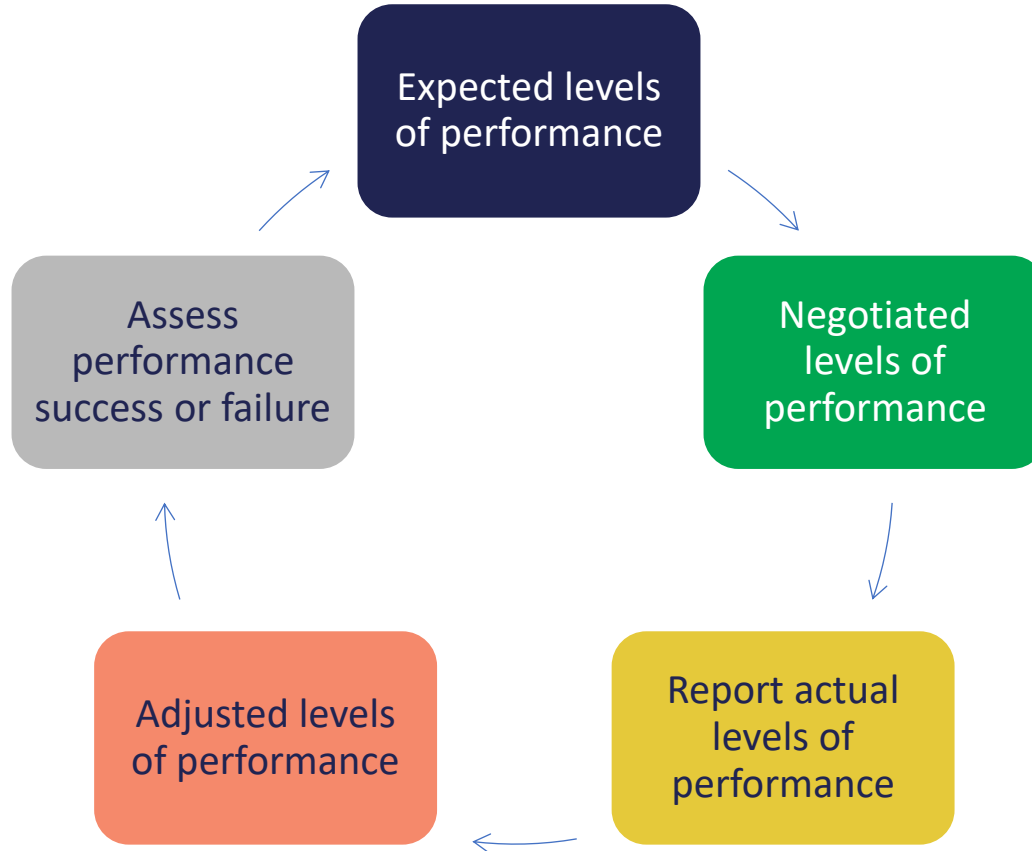 Expected levels
of performance
Negotiated
levels of
performance
Report actual
levels of
performance
Adjusted levels
of performance
Assess
performance
success or failure